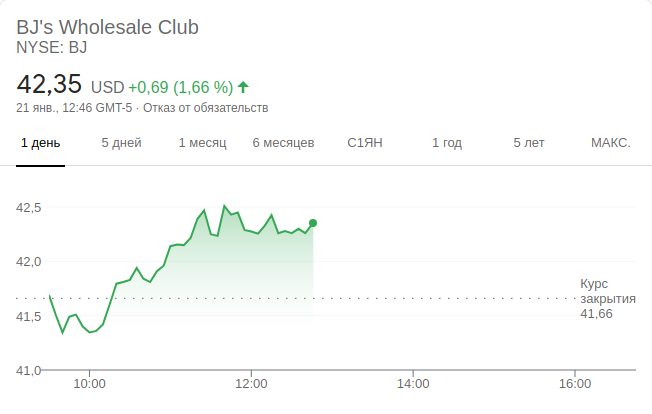 BJ's Wholesale Club
NYSE: BJ
42,35 USD +0,69 (1,66 %)
21 янв., 12:46 GMT-5 · Отказ от обязательств
1 день 5 дней 1 месяц 6 месяцев С1ЯН 1 год 5 лет МАКС.
42,5
42,0
41,5
41,0
Курс
закрытия
41,66
10:00 12:00 14:00 16:00